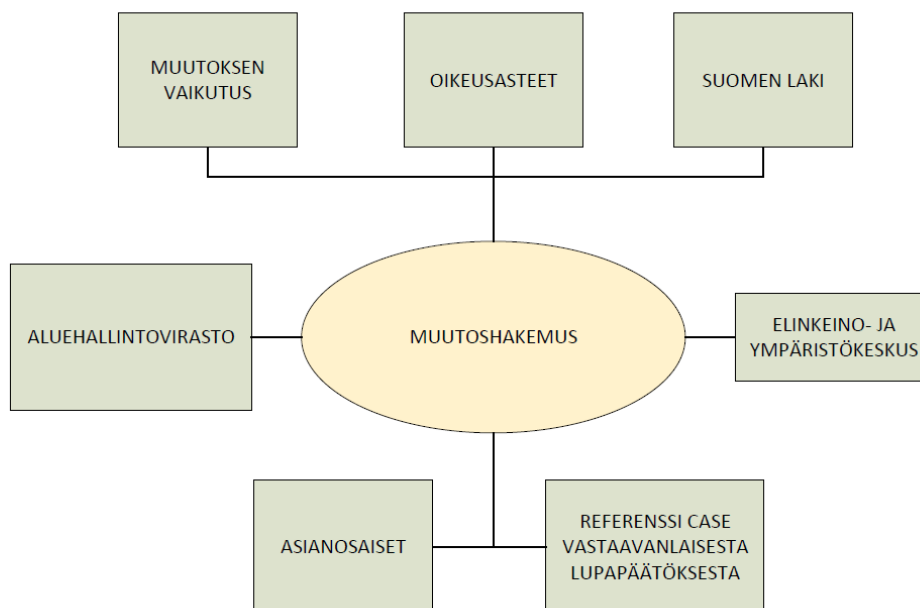 MUUTOKSEN
VAIKUTUS
OIKEUSASTEET
SUOMEN LAKI
ALUEHALLINTOVIRASTO
MUUTOSHAKEMUS
ELINKEINO- JA
YMPÄRISTÖKESKUS
ASIANOSAISET
REFERENSSI CASE
VASTAAVANLAISESTA
LUPAPÄÄTÖKSESTA